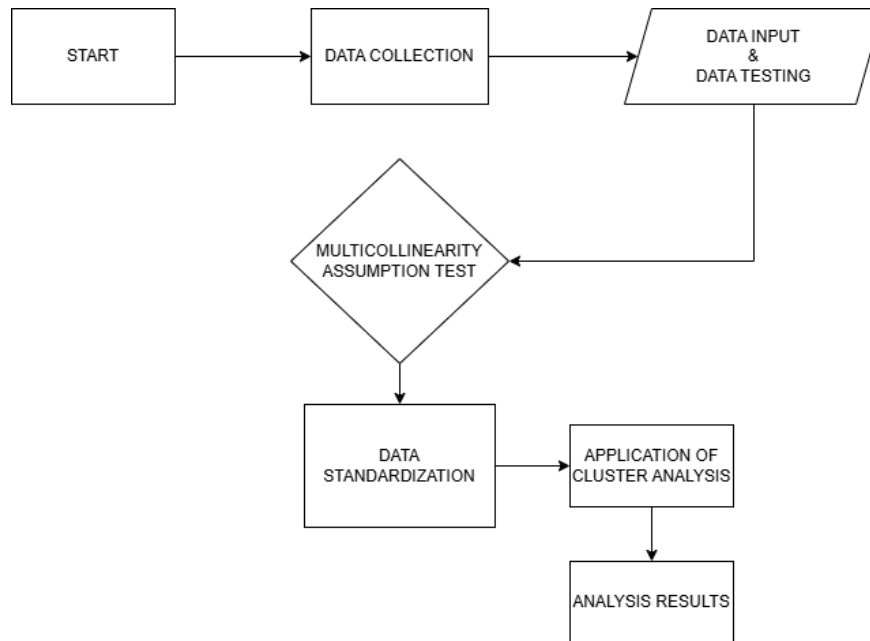 START
DATA COLLECTION
DATA INPUT
&
DATA TESTING
MULTICOLLINEARITY
ASSUMPTION TEST
DATA
STANDARDIZATION
APPLICATION OF
CLUSTER ANALYSIS
ANALYSIS RESULTS